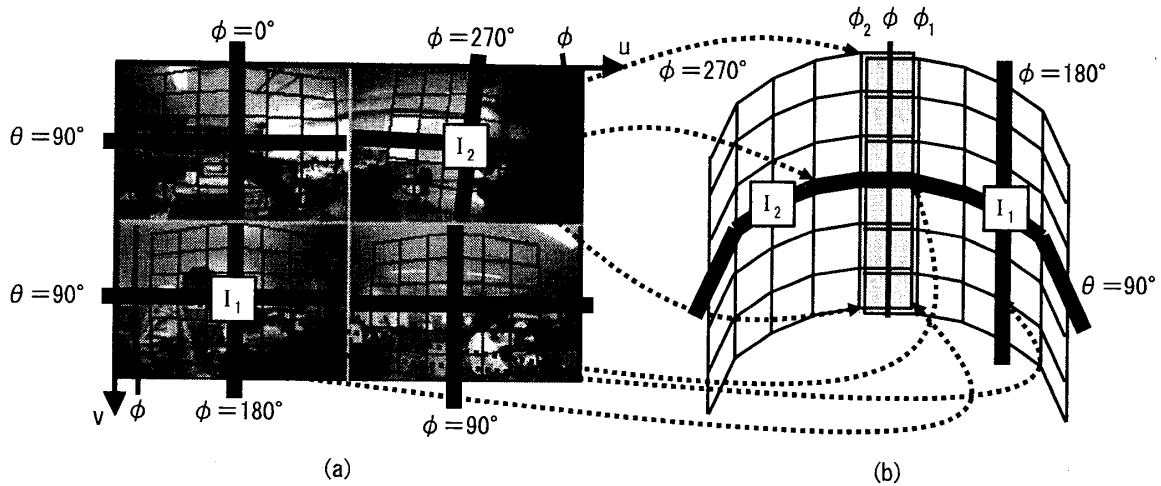 φ=0°
φ=270°
φ
u
θ=90°
I₂
θ=90°
I₁
v
φ
φ=180°
φ=90°
(a)
φ₂ φ φ₁
φ=270°
φ=180°
I₂
I₁
θ=90°
(b)